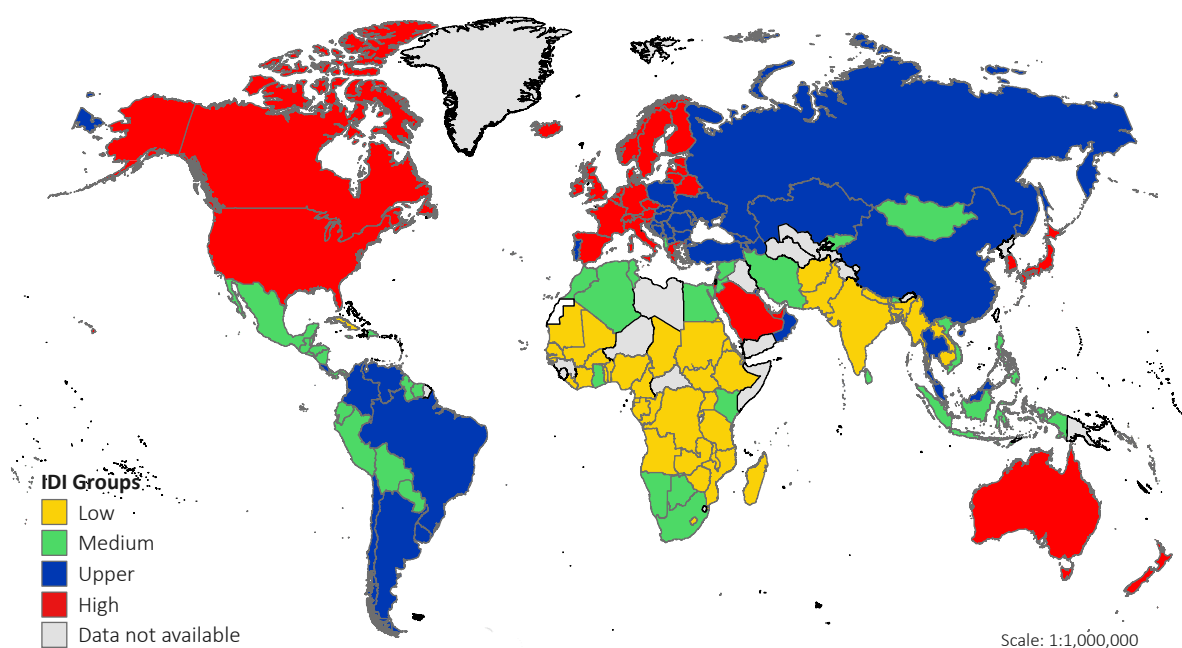 IDI Groups
Low
Medium
Upper
High
Data not available
Scale: 1:1,000,000